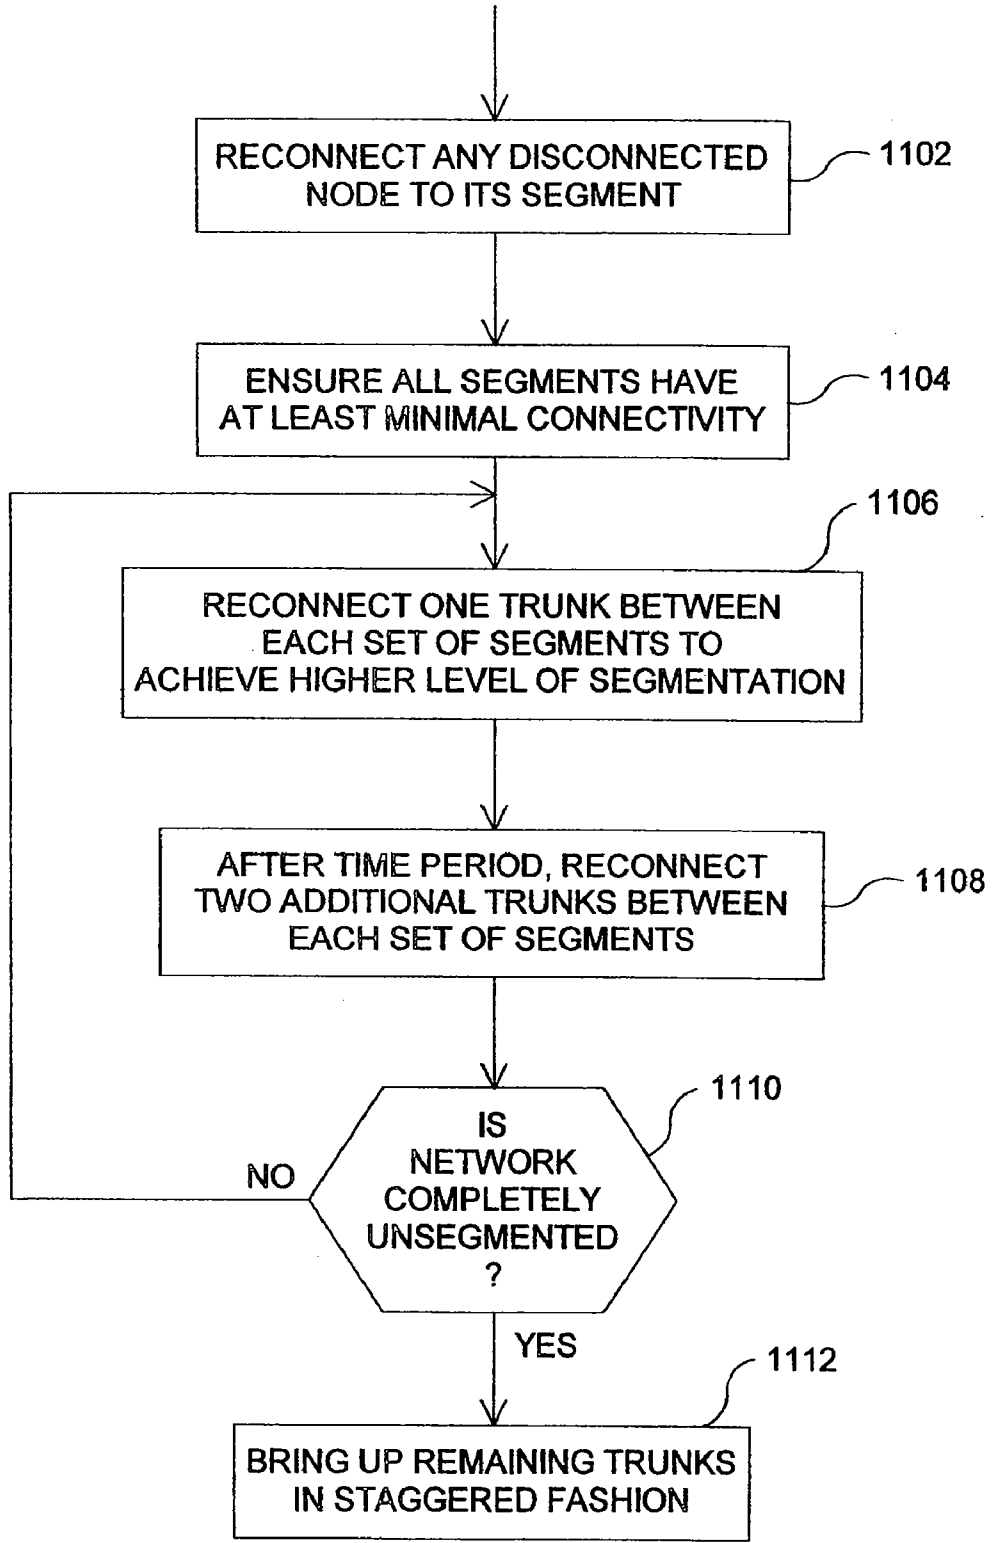 RECONNECT ANY DISCONNECTED
NODE TO ITS SEGMENT
1102
ENSURE ALL SEGMENTS HAVE
AT LEAST MINIMAL CONNECTIVITY
1104
1106
RECONNECT ONE TRUNK BETWEEN
EACH SET OF SEGMENTS TO
ACHIEVE HIGHER LEVEL OF SEGMENTATION
AFTER TIME PERIOD, RECONNECT
TWO ADDITIONAL TRUNKS BETWEEN
EACH SET OF SEGMENTS
1108
1110
IS
NETWORK
COMPLETELY
UNSEGMENTED
?
NO
YES
1112
BRING UP REMAINING TRUNKS
IN STAGGERED FASHION